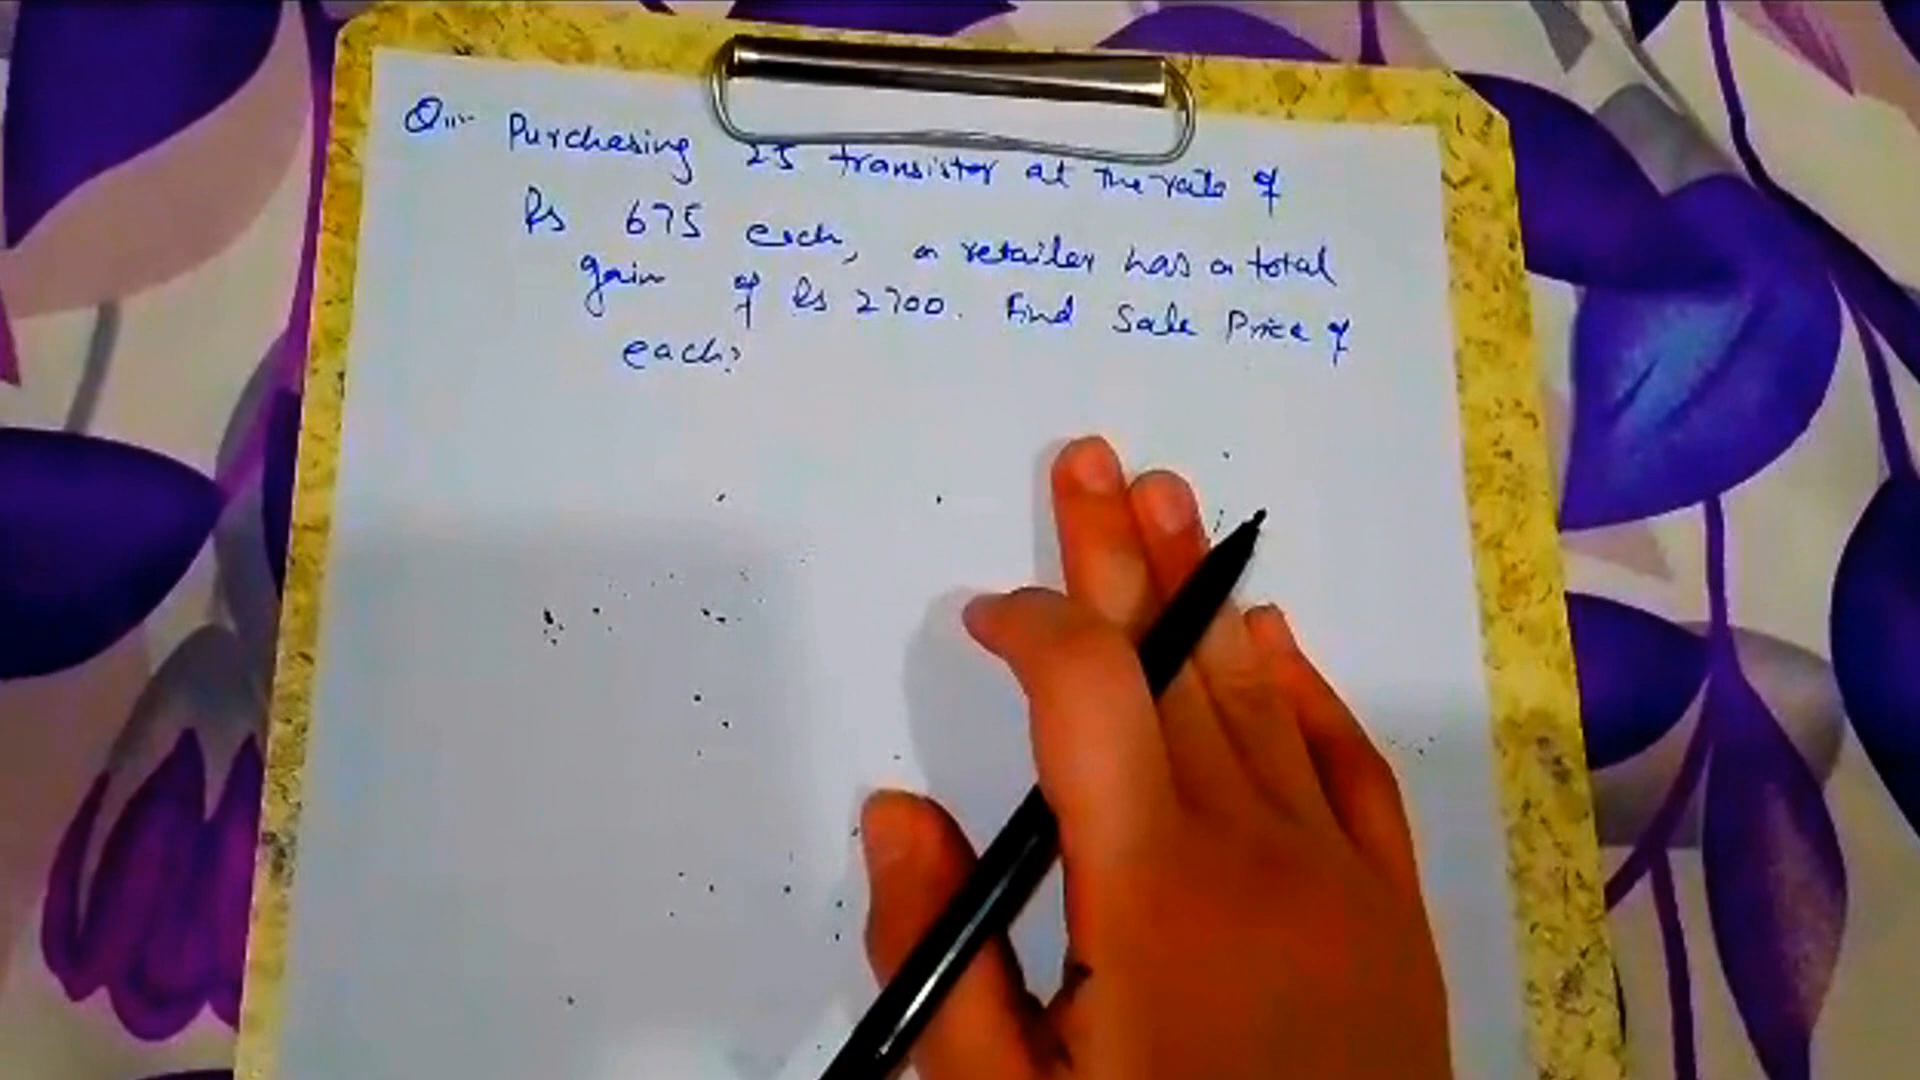 Q... Purchasing 25 transistor at the rate of
Rs 675 each, a retailer has a total
gain of Rs 2700. Find Sale Price of
each?